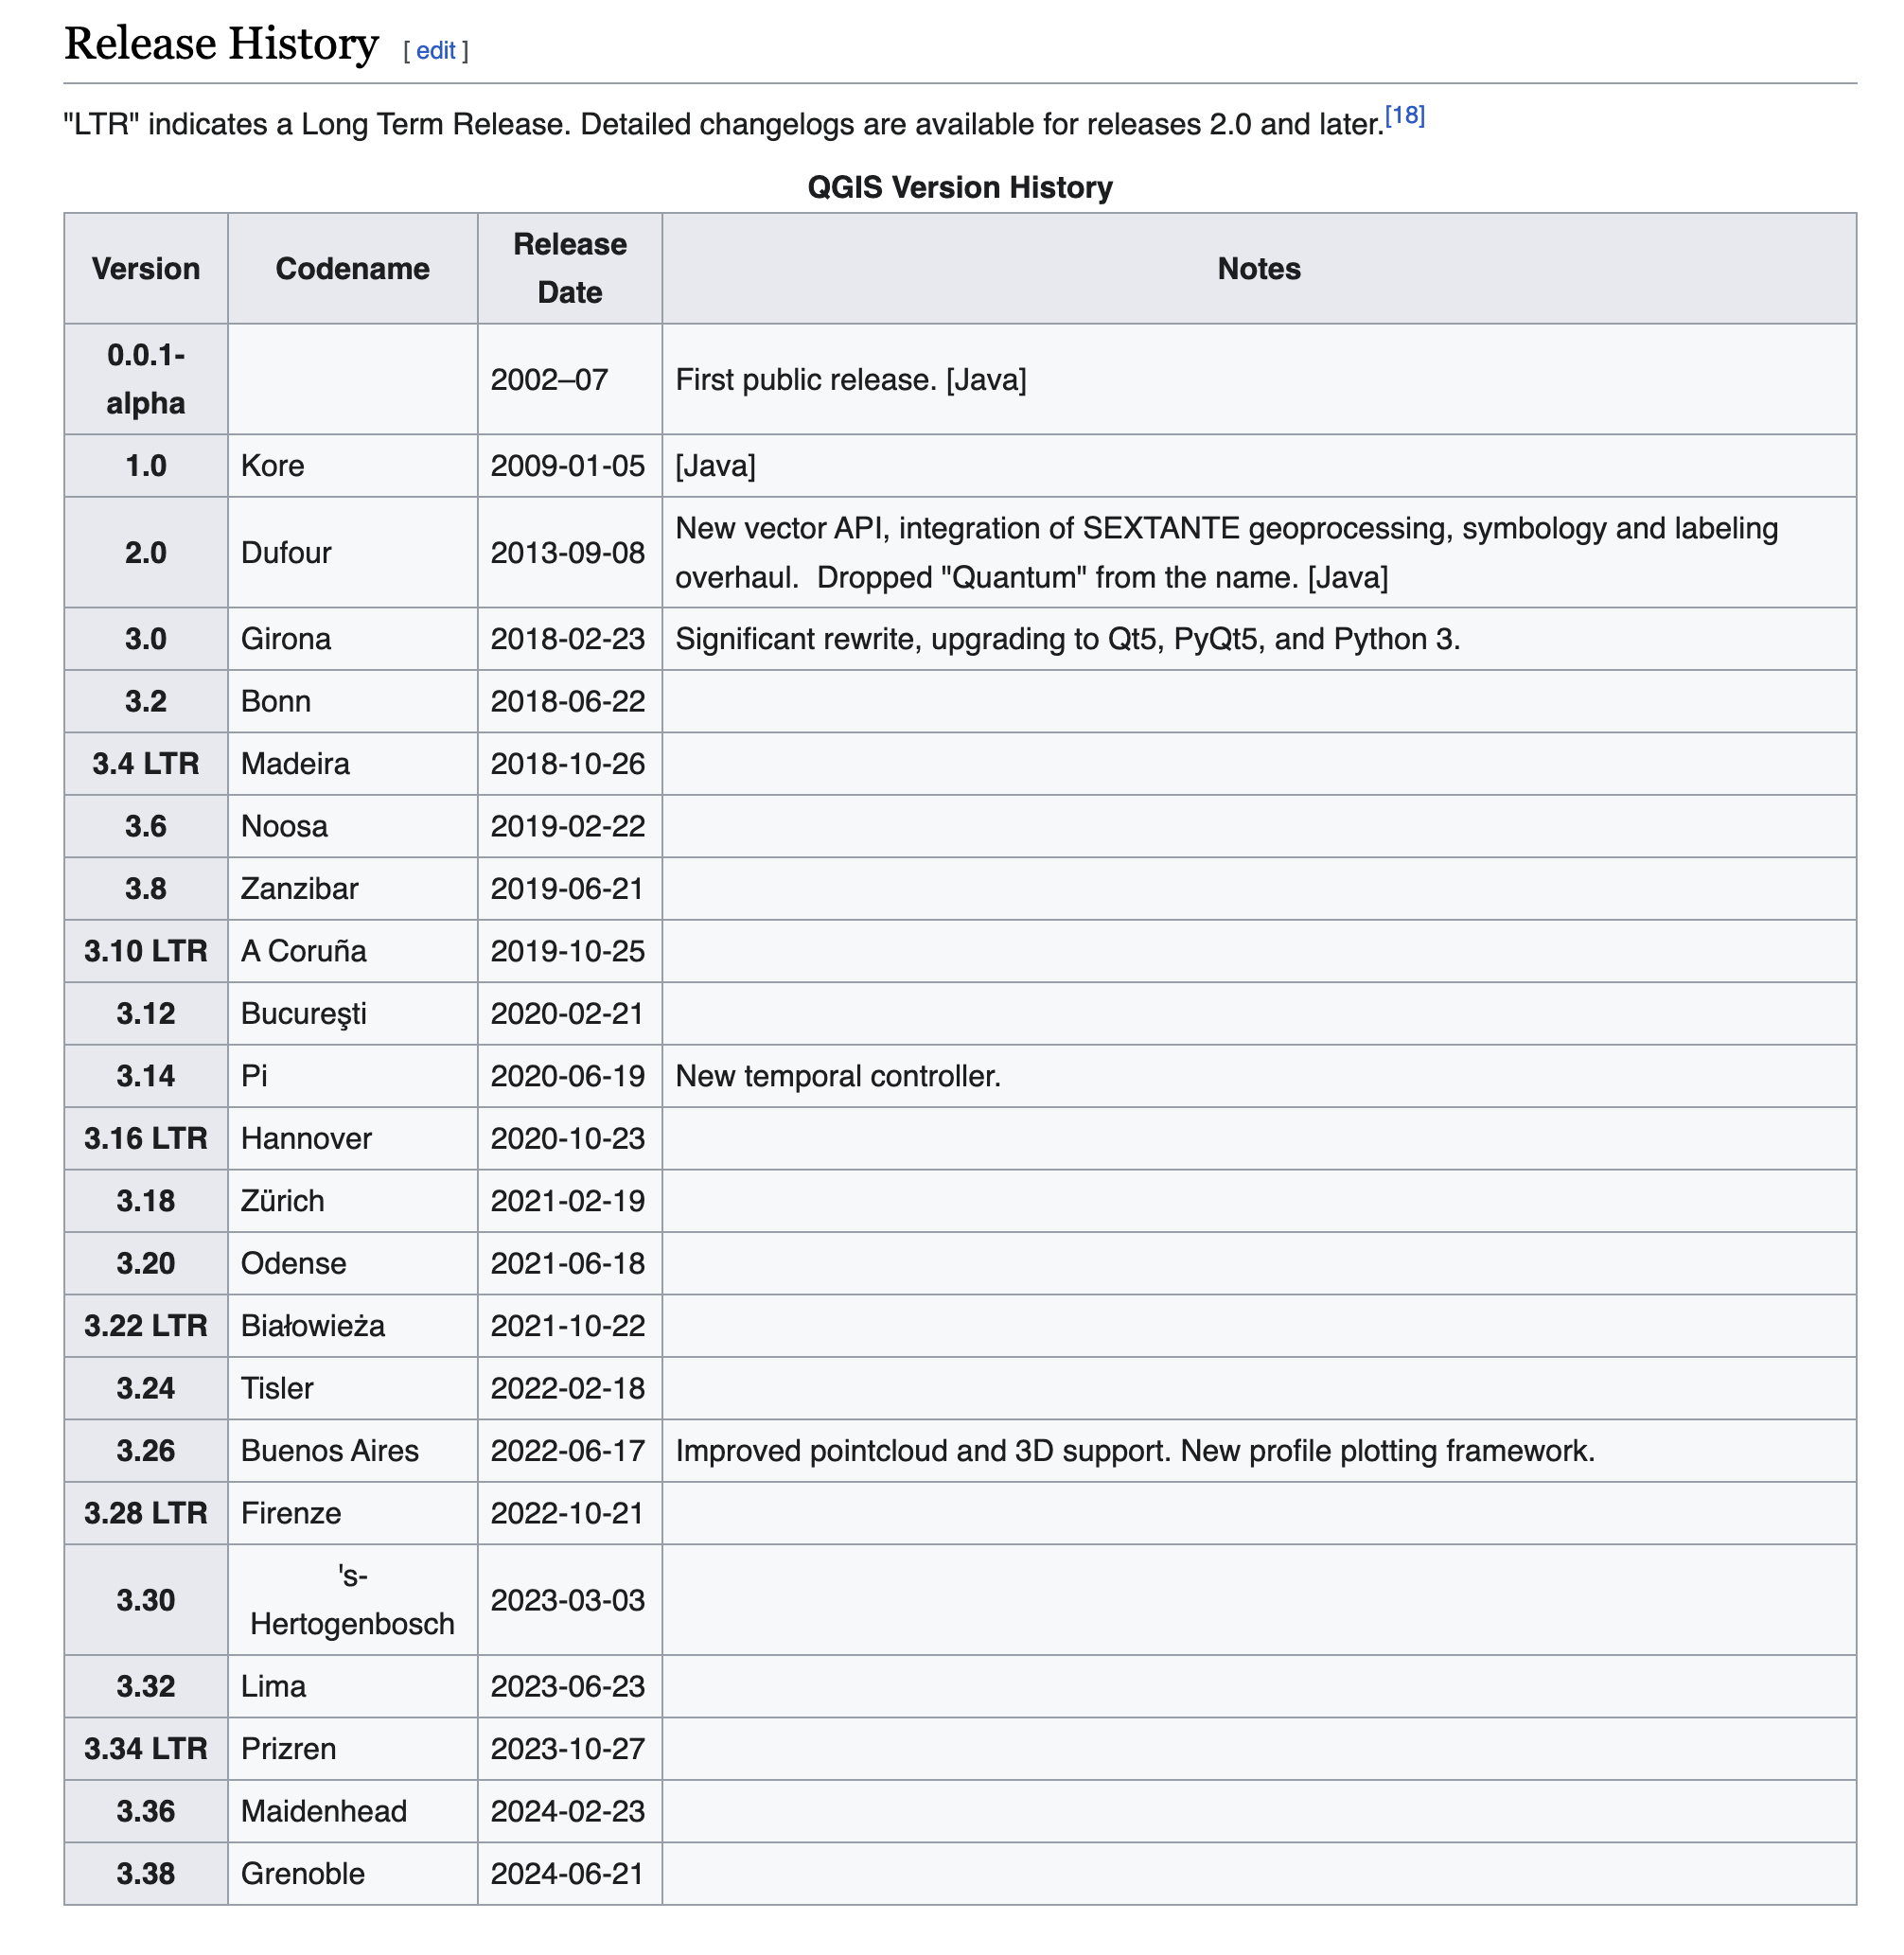 Release History [ edit ]
"LTR" indicates a Long Term Release. Detailed changelogs are available for releases 2.0 and later.[18]
QGIS Version History
Version Codename Release Date Notes
0.0.1-alpha 2002–07 First public release. [Java]
1.0 Kore 2009-01-05 [Java]
2.0 Dufour 2013-09-08 New vector API, integration of SEXTANTE geoprocessing, symbology and labeling
overhaul.  Dropped "Quantum" from the name. [Java]
3.0 Girona 2018-02-23 Significant rewrite, upgrading to Qt5, PyQt5, and Python 3.
3.2 Bonn 2018-06-22
3.4 LTR Madeira 2018-10-26
3.6 Noosa 2019-02-22
3.8 Zanzibar 2019-06-21
3.10 LTR A Coruña 2019-10-25
3.12 Bucureşti 2020-02-21
3.14 Pi 2020-06-19 New temporal controller.
3.16 LTR Hannover 2020-10-23
3.18 Zürich 2021-02-19
3.20 Odense 2021-06-18
3.22 LTR Białowieża 2021-10-22
3.24 Tisler 2022-02-18
3.26 Buenos Aires 2022-06-17 Improved pointcloud and 3D support. New profile plotting framework.
3.28 LTR Firenze 2022-10-21
3.30 's-Hertogenbosch 2023-03-03
3.32 Lima 2023-06-23
3.34 LTR Prizren 2023-10-27
3.36 Maidenhead 2024-02-23
3.38 Grenoble 2024-06-21